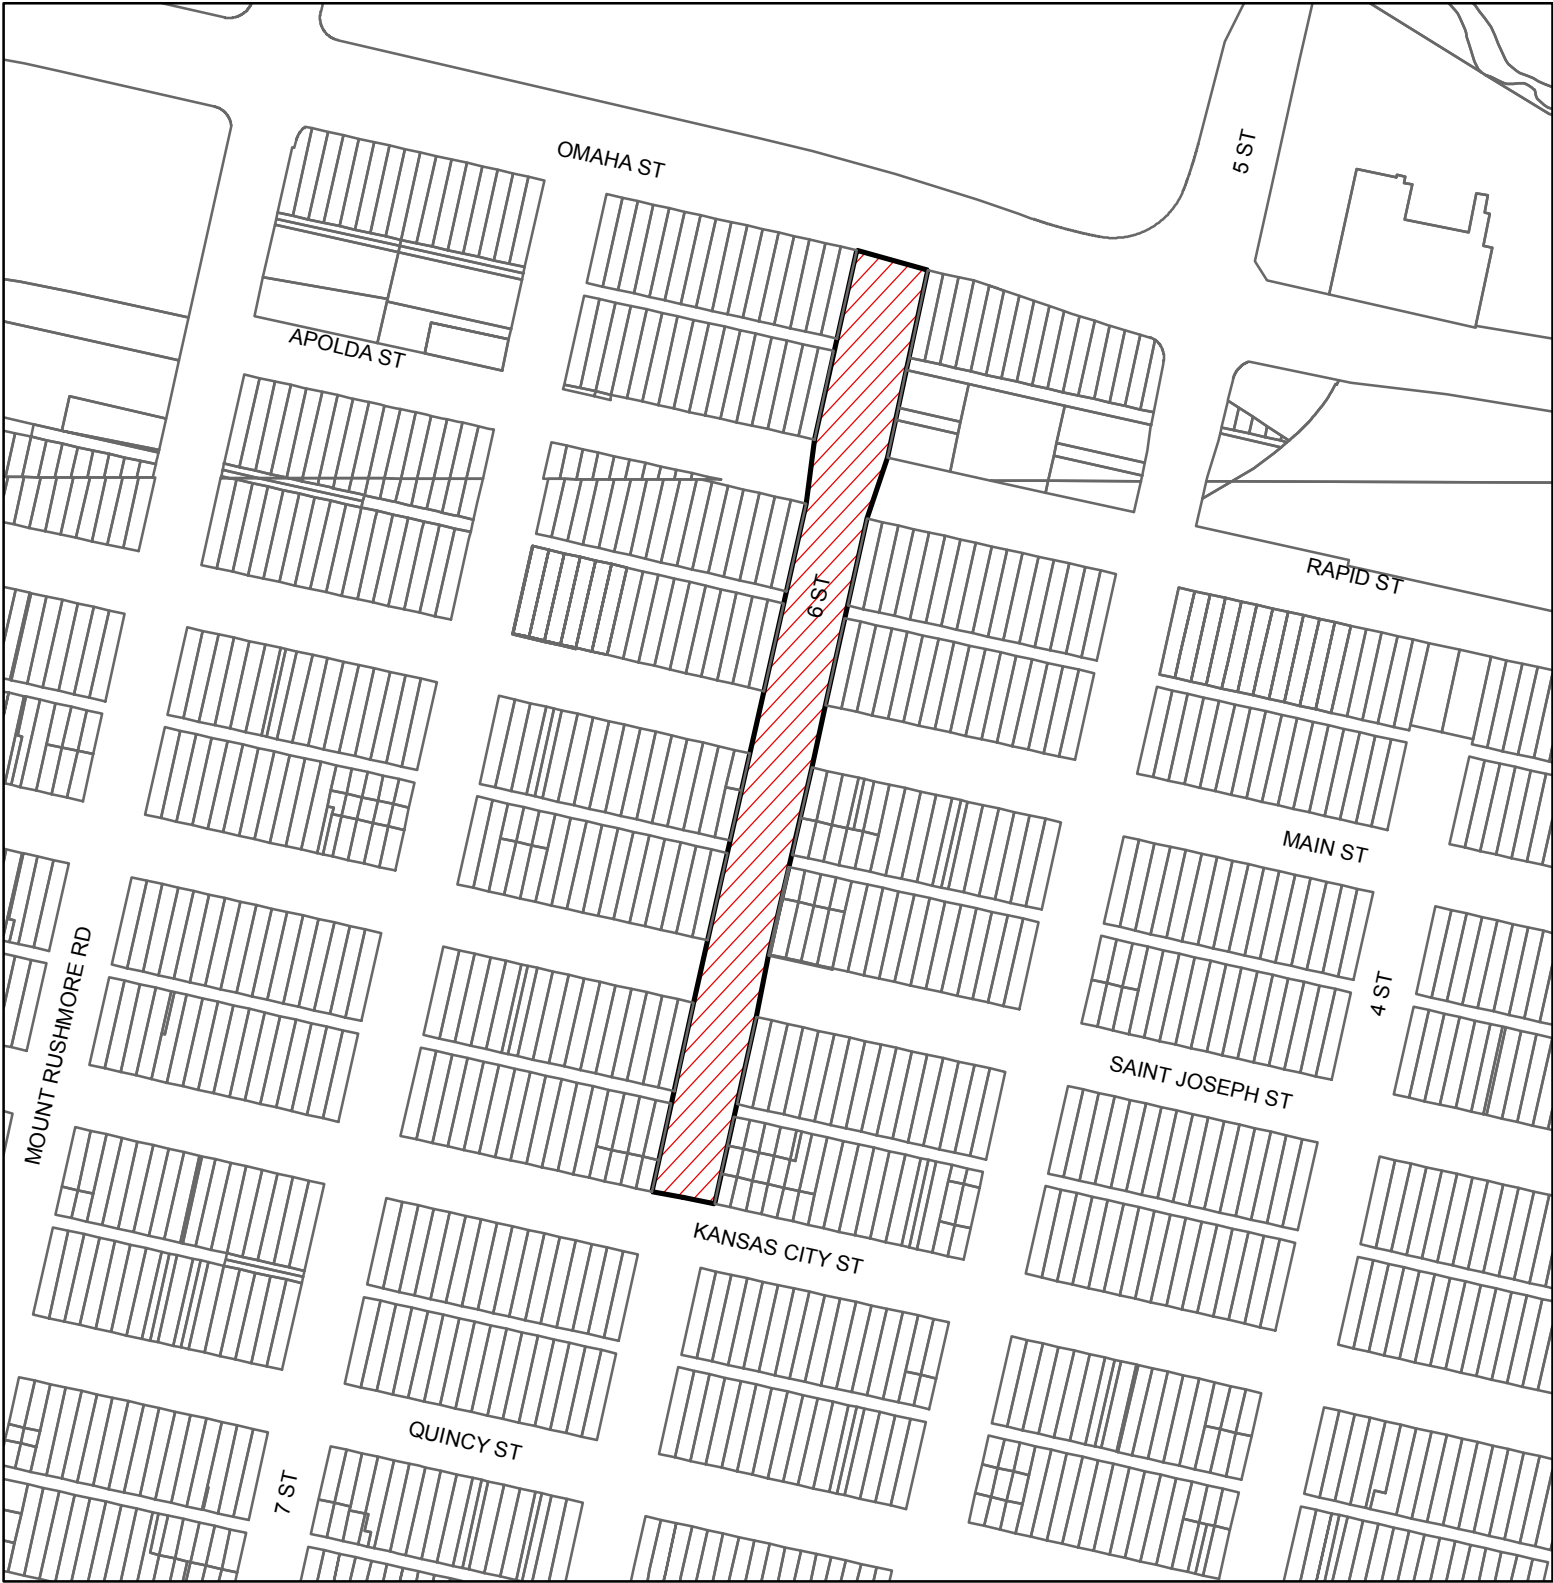 OMAHA ST
5 ST
APOLDA ST
6 ST
RAPID ST
MAIN ST
MOUNT RUSHMORE RD
4 ST
SAINT JOSEPH ST
KANSAS CITY ST
QUINCY ST
7 ST